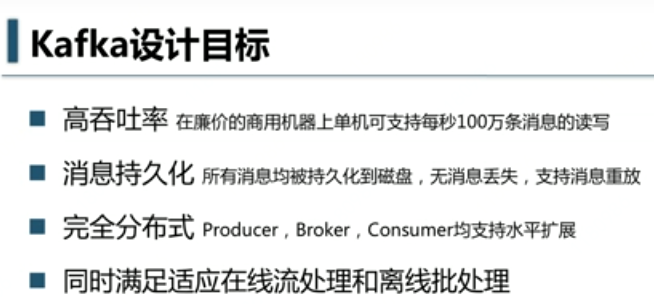 Kafka设计目标
高吞吐率 在廉价的商用机器上单机可支持每秒100万条消息的读写
消息持久化 所有消息均被持久化到磁盘，无消息丢失，支持消息重放
完全分布式 Producer，Broker，Consumer均支持水平扩展
同时满足适应在线流处理和离线批处理